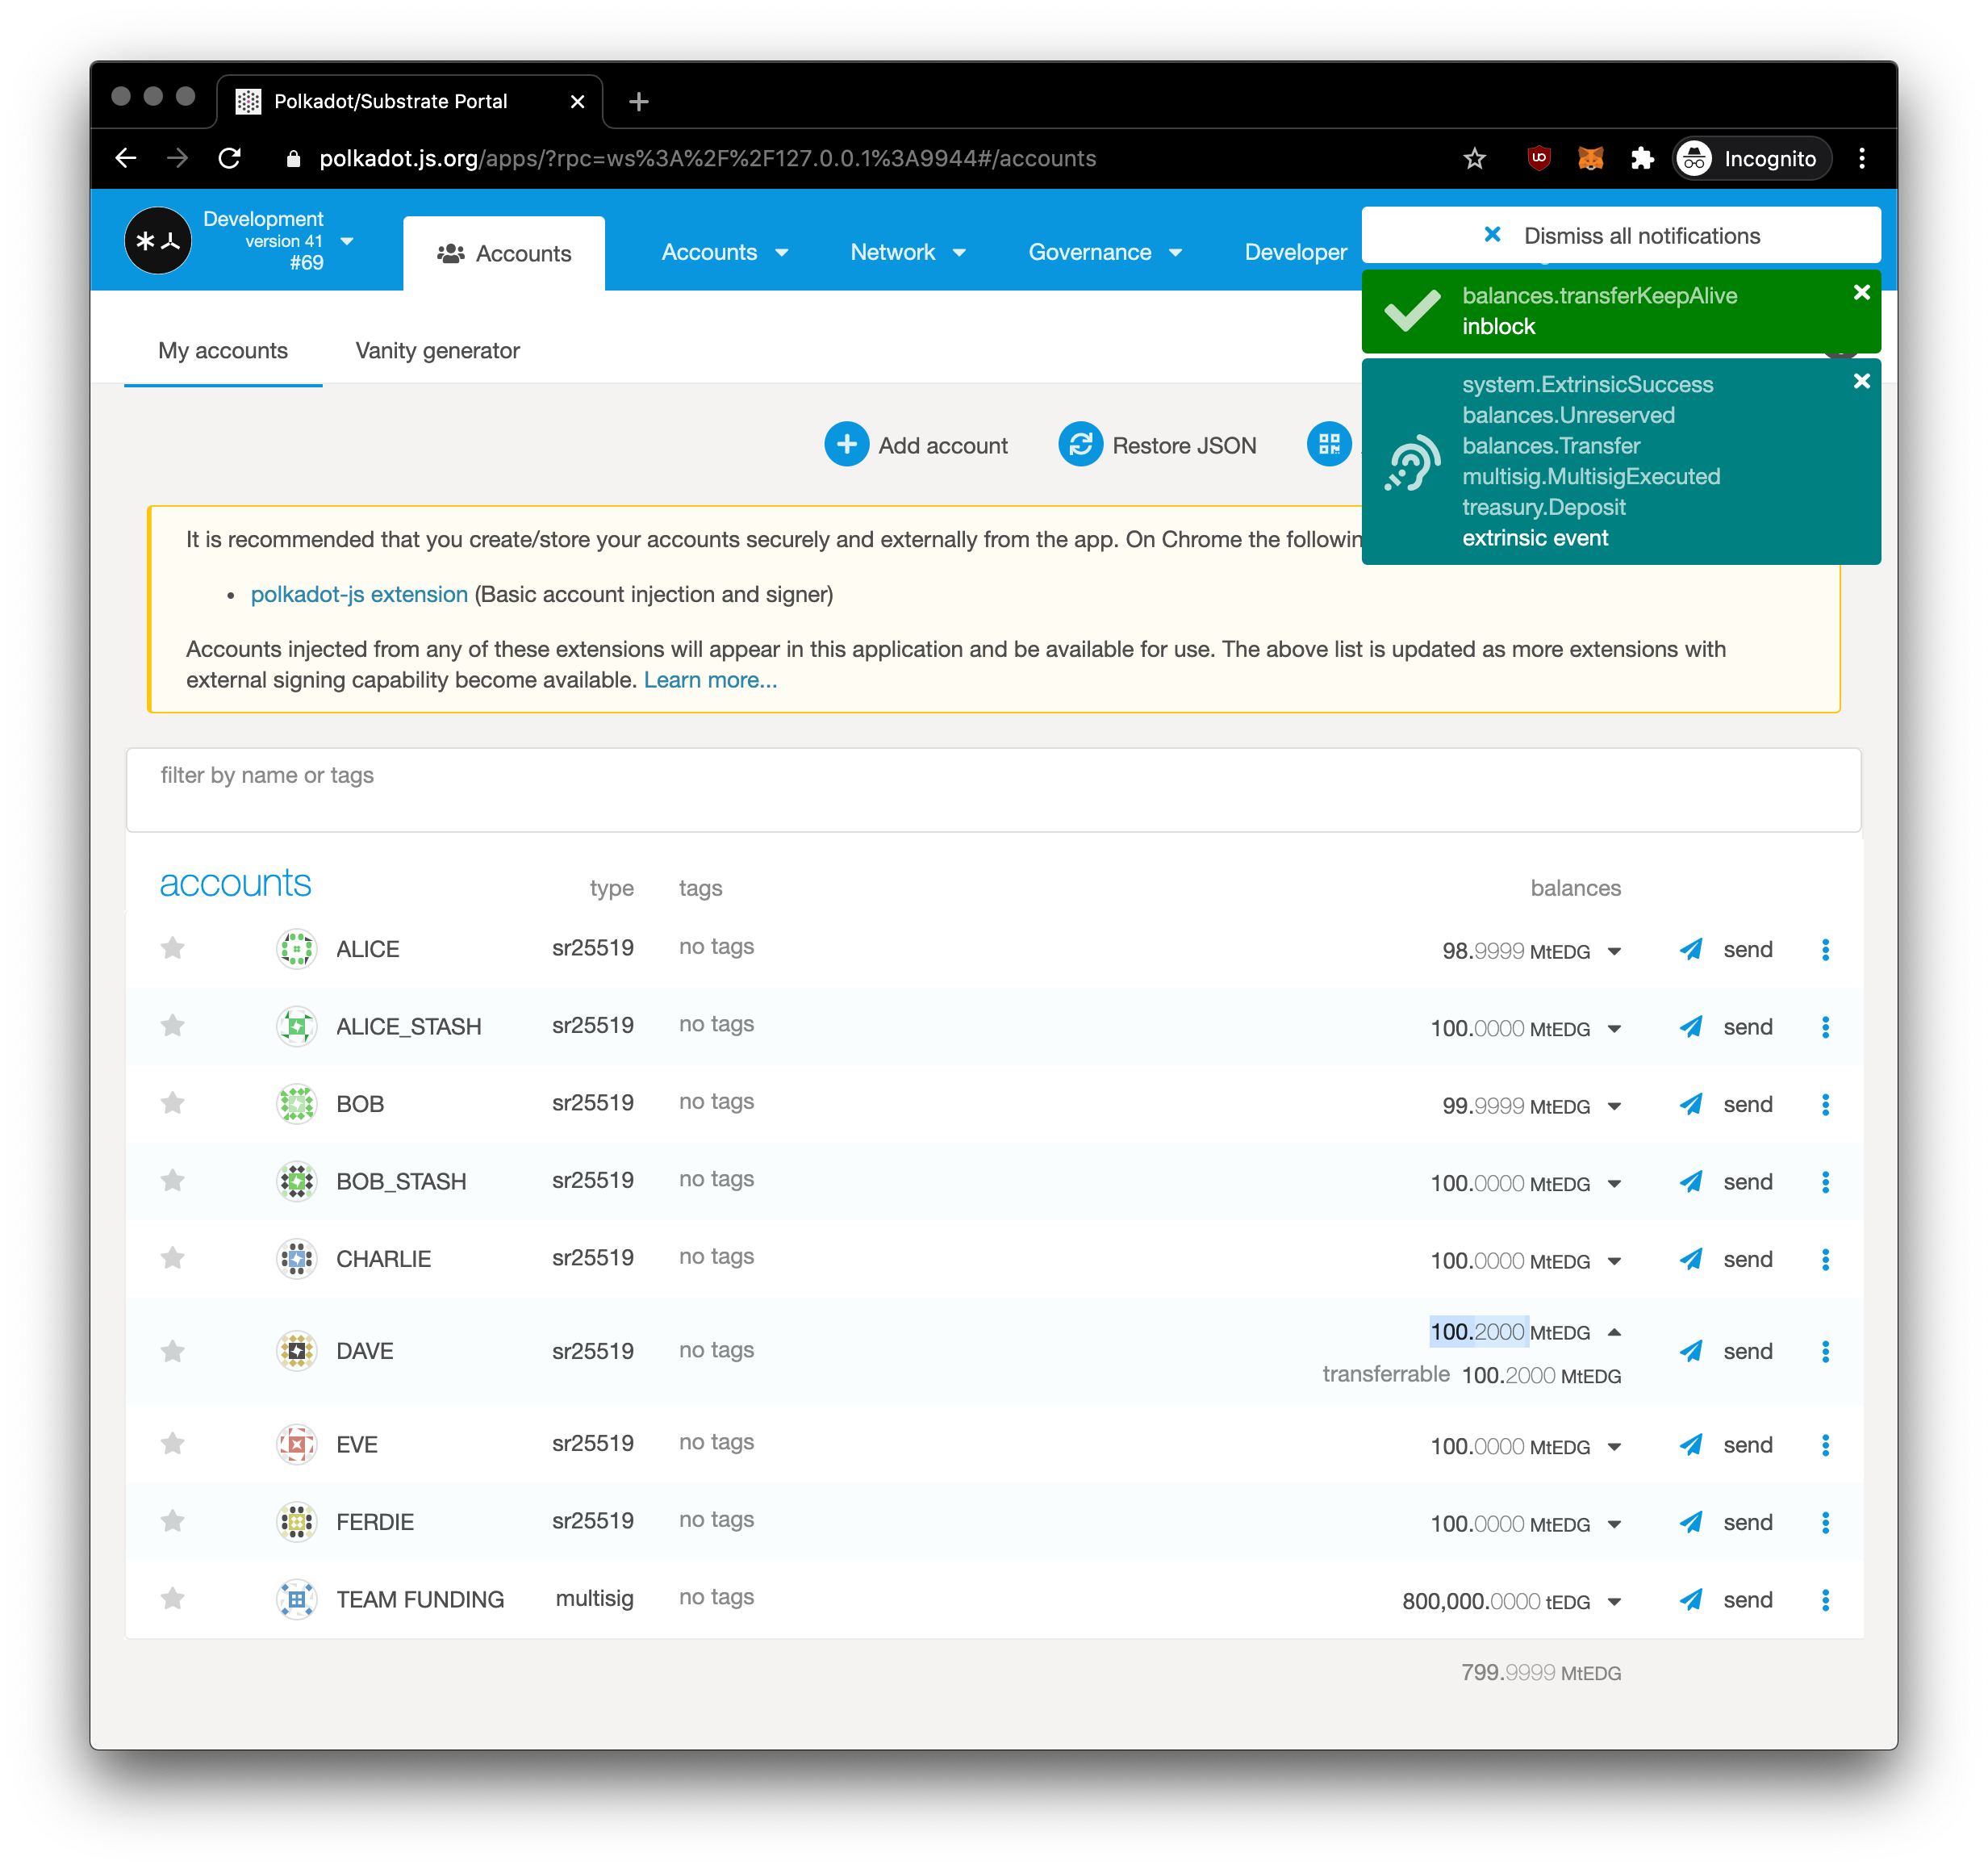 Polkadot/Substrate Portal
polkadot.js.org/apps/?rpc=ws%3A%2F%2F127.0.0.1%3A9944#/accounts
Incognito
Development
version 41
#69
Accounts
Accounts
Network
Governance
Developer
Dismiss all notifications
balances.transferKeepAlive
inblock
system.ExtrinsicSuccess
balances.Unreserved
balances.Transfer
multisig.MultisigExecuted
treasury.Deposit
extrinsic event
My accounts
Vanity generator
Add account
Restore JSON
It is recommended that you create/store your accounts securely and externally from the app. On Chrome the
• polkadot-js extension (Basic account injection and signer)
Accounts injected from any of these extensions will appear in this application and be available for use. The above list is updated as more extensions with
external signing capability become available. Learn more...
filter by name or tags
accounts type tags balances
ALICE sr25519 no tags 98.9999 MtEDG send
ALICE_STASH sr25519 no tags 100.0000 MtEDG send
BOB sr25519 no tags 99.9999 MtEDG send
BOB_STASH sr25519 no tags 100.0000 MtEDG send
CHARLIE sr25519 no tags 100.0000 MtEDG send
DAVE sr25519 no tags 100.2000 MtEDG send
transferrable 100.2000 MtEDG
EVE sr25519 no tags 100.0000 MtEDG send
FERDIE sr25519 no tags 100.0000 MtEDG send
TEAM FUNDING multisig no tags 800,000.0000 tEDG send
799.9999 MtEDG